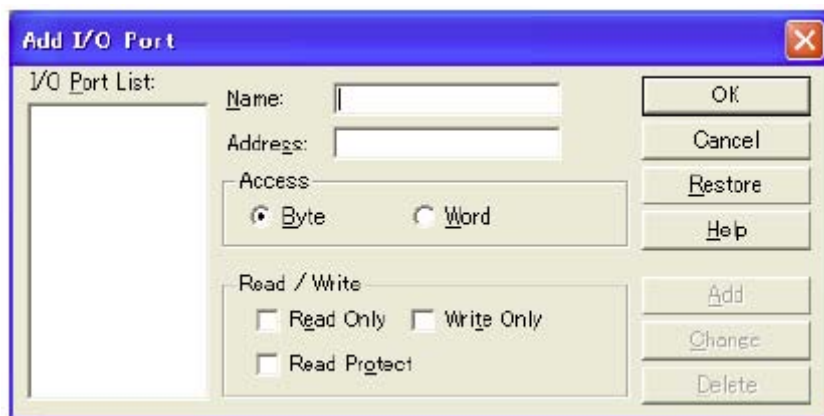 Add I/O Port
I/O Port List:
Name:
Address:
Access
Byte
Word
Read / Write
Read Only
Write Only
Read Protect
OK
Cancel
Restore
Help
Add
Change
Delete